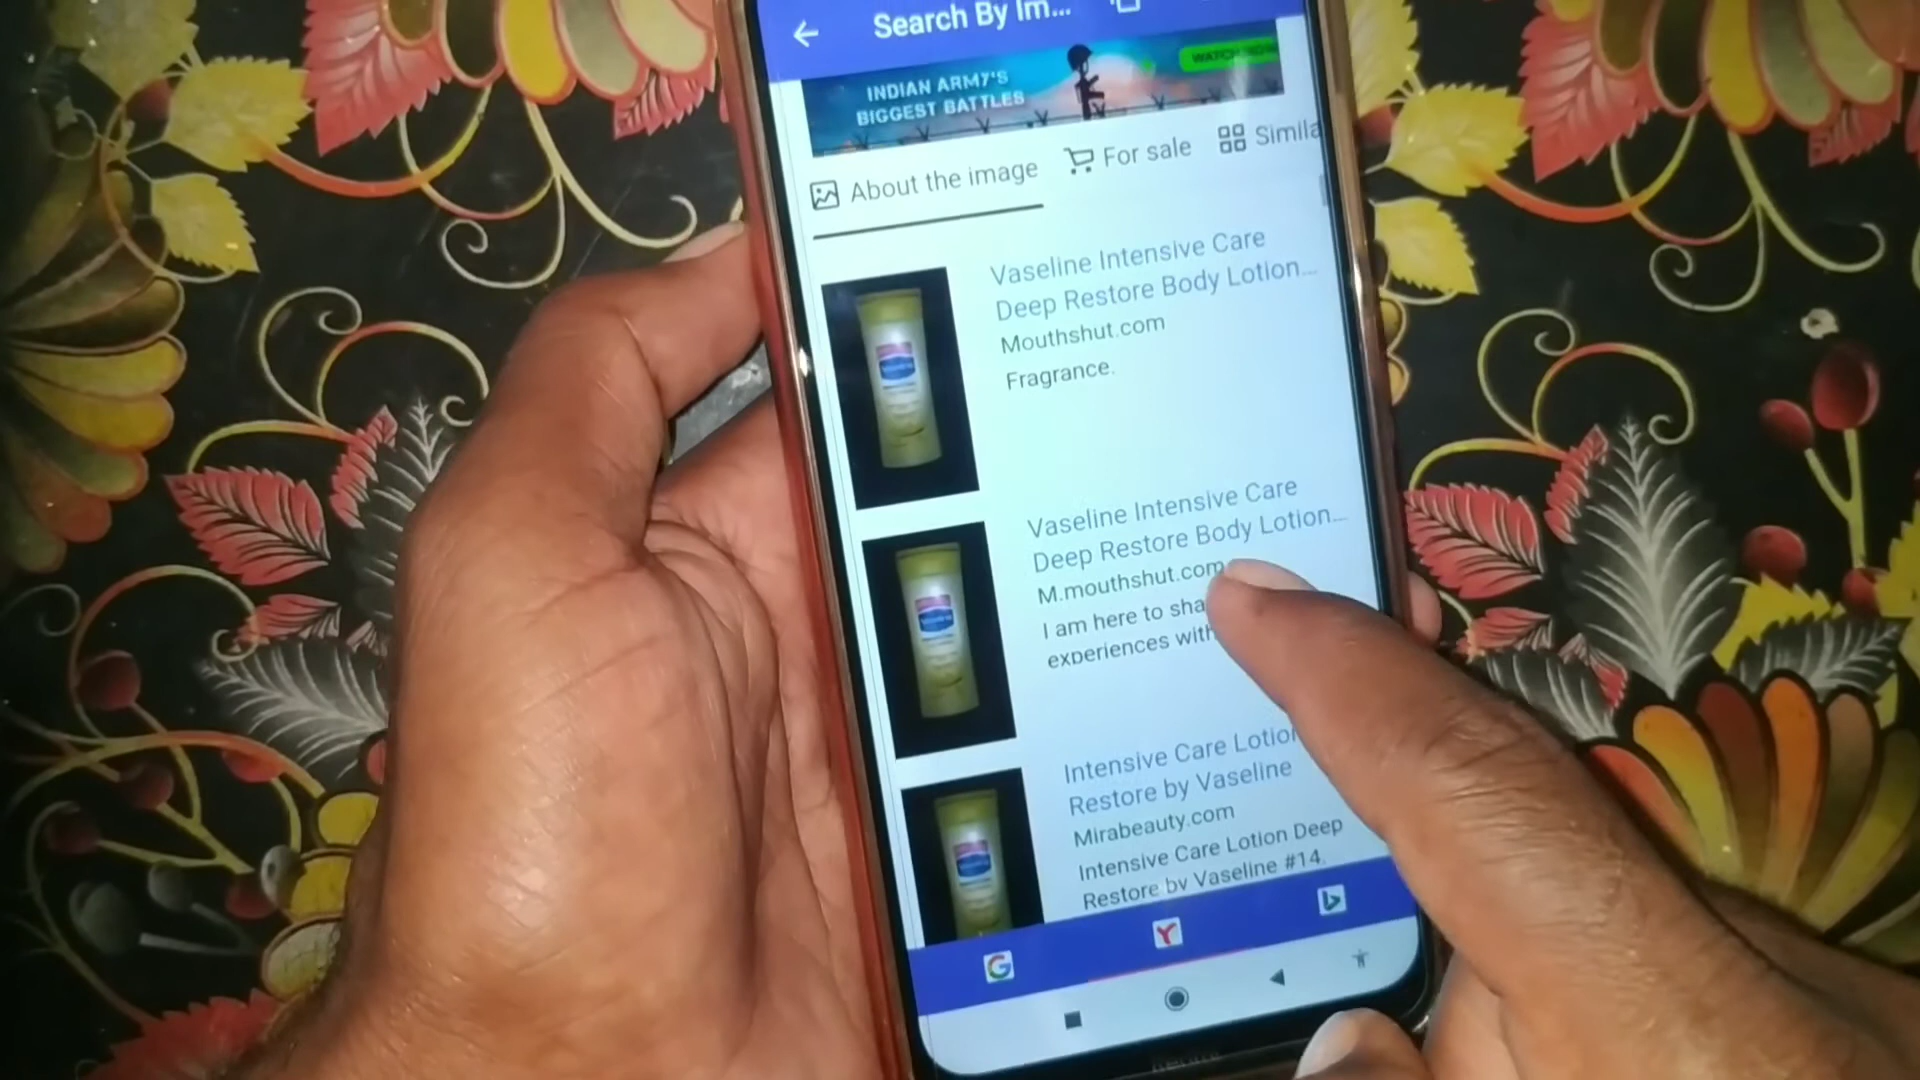 Search By Im...
INDIAN ARMY'S
BIGGEST BATTLES
WATCH NOW
About the image
For sale
Simila
Vaseline Intensive Care
Deep Restore Body Lotion...
Mouthshut.com
Fragrance.
Vaseline Intensive Care
Deep Restore Body Lotion...
M.mouthshut.com
I am here to sha
experiences with
Intensive Care Lotion
Restore by Vaseline
Mirabeauty.com
Intensive Care Lotion Deep
Restore by Vaseline #14.